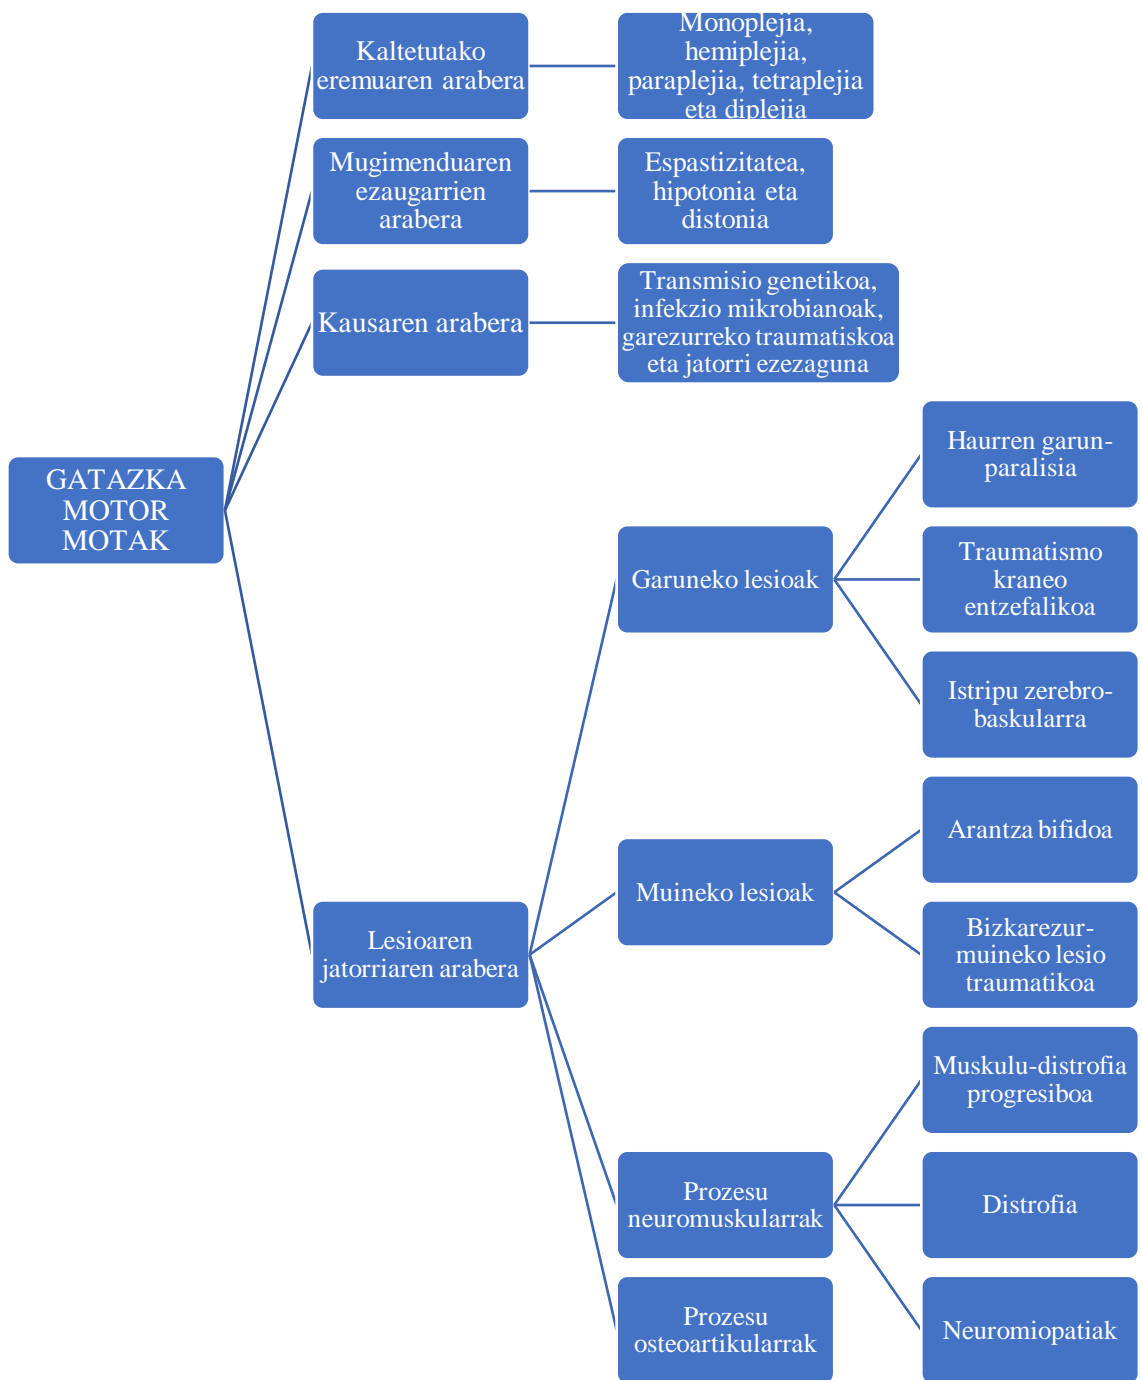 Monoplejia,
hemiplejia,
paraplejia, tetraplejia
eta diplejia
Kaltetutako
eremuaren arabera
Mugimenduaren
ezaugarrien
arabera
Espastizitatea,
hipotonia eta
distonia
Kausaren arabera
Transmisio genetikoa,
infekzio mikrobianoak,
garezurreko traumatiskoa
eta jatorri ezezaguna
GATAZKA
MOTOR
MOTAK
Lesioaren
jatorriaren arabera
Garuneko lesioak
Haurren garun-
paralisia
Traumatismo
kraneo
entzefalikoa
Istripu zerebro-
baskularra
Muineko lesioak
Arantza bifidoa
Bizkarezur-
muineko lesio
traumatikoa
Prozesu
neuromuskularrak
Muskulu-distrofia
progresiboa
Distrofia
Neuromiopatiak
Prozesu
osteoartikularrak